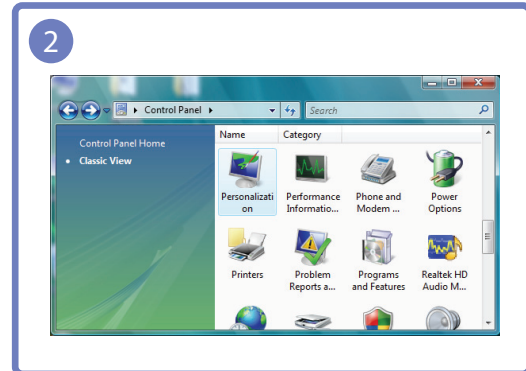 2
Control Panel
Search
Control Panel Home
Classic View
Name Category
Personalizati
on
Performance
Informatio...
Phone and
Modem ...
Power
Options
Printers
Problem
Reports a...
Programs
and Features
Realtek HD
Audio M...